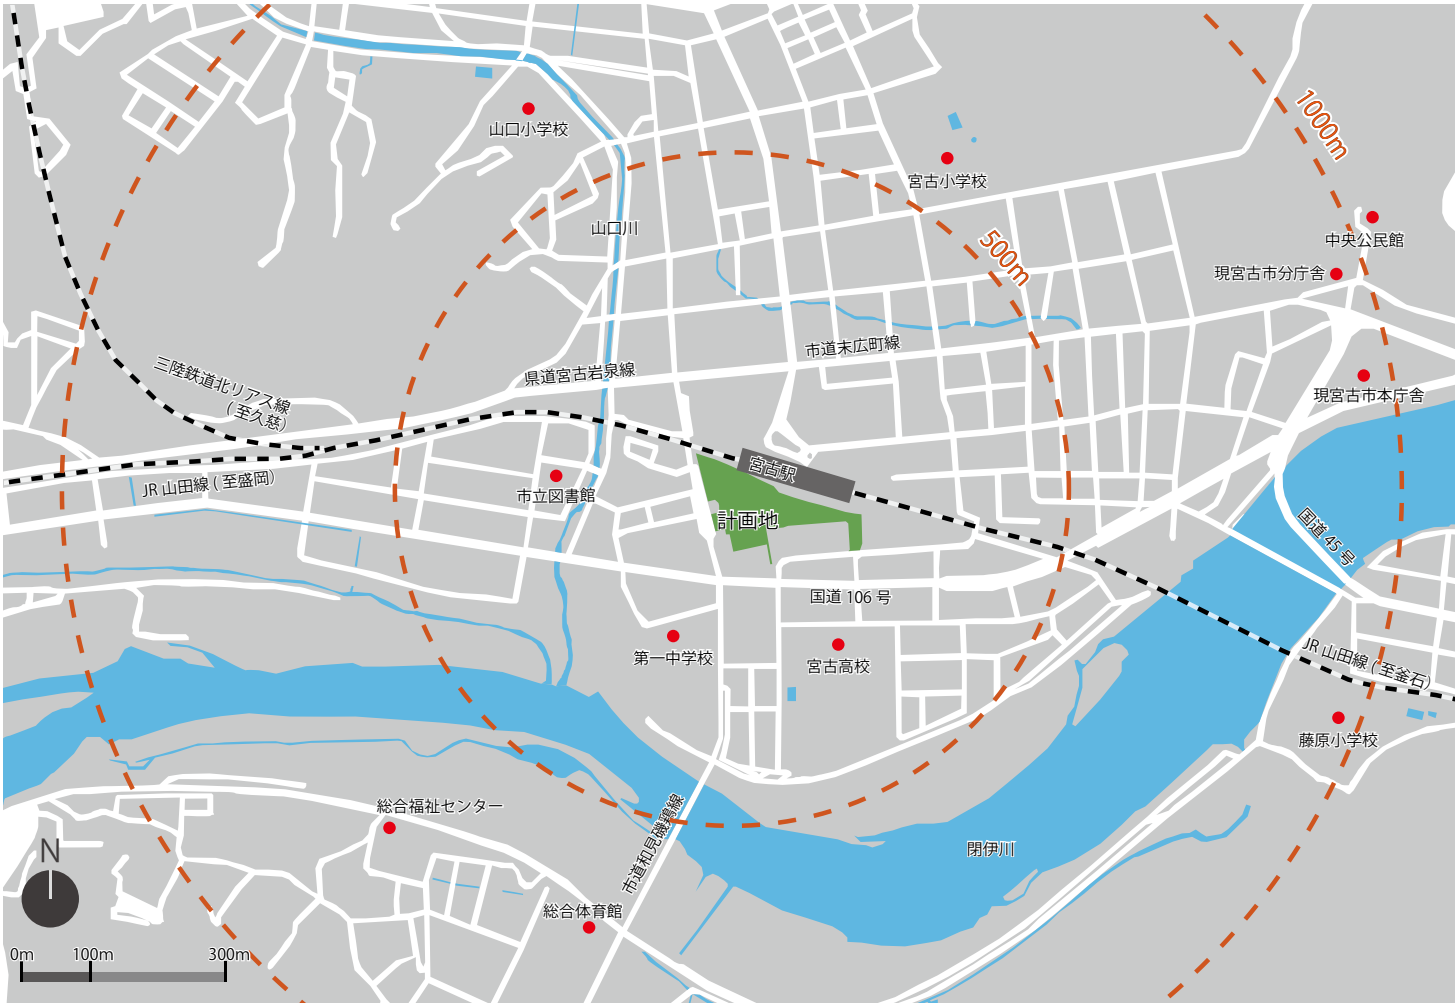 1000m
山口小学校
宮古小学校
山口川
500m
中央公民館
現宮古市分庁舎
市道末広町線
三陸鉄道北リアス線
(至久慈)
県道宮古岩泉線
現宮古市本庁舎
宮古駅
JR 山田線 ( 至盛岡)
市立図書館
計画地
国道 45 号
国道 106 号
第一中学校
宮古高校
JR 山田線 ( 至釜石)
藤原小学校
総合福祉センター
市道和見磯鶏線
閉伊川
総合体育館
N
0m
100m
300m